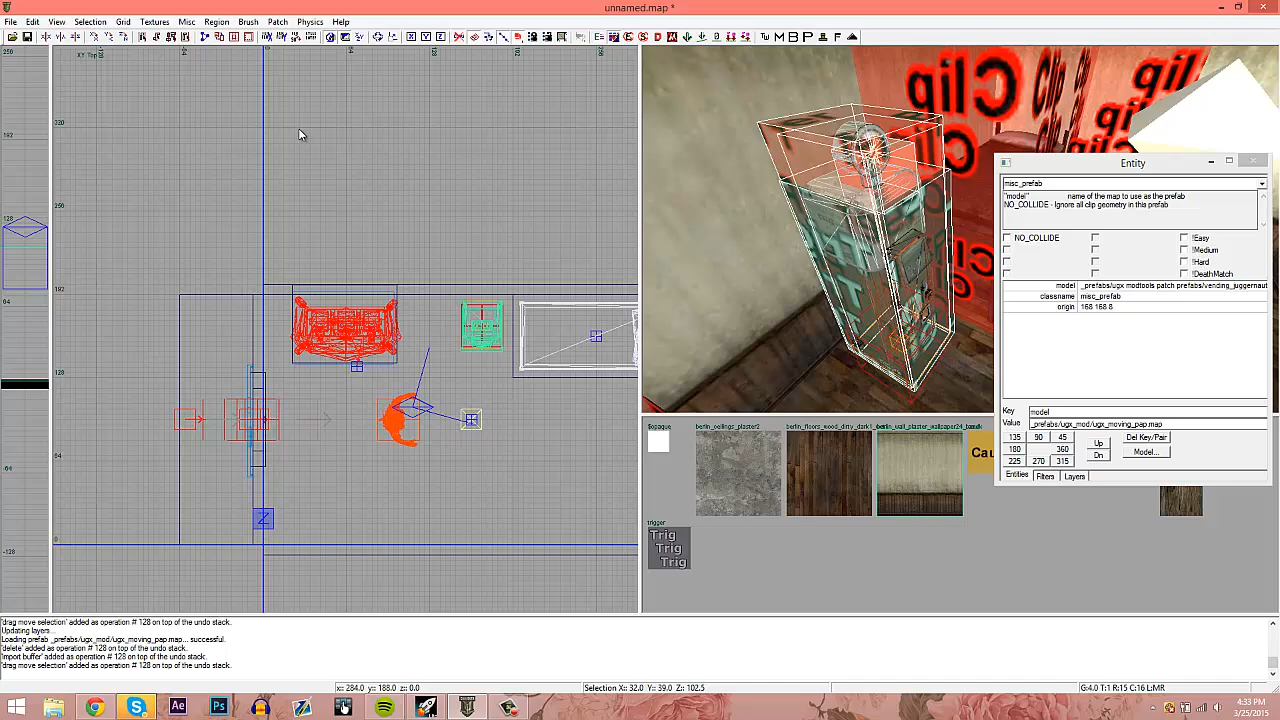 unnamed.map *
File Edit View Selection Grid Textures Misc Region Brush Patch Physics Help
XY Top
Clip
Clip
Entity
misc_prefab
"model" name of the map to use as the prefab
NO_COLLIDE - Ignore all clip geometry in this prefab
NO_COLLIDE !Easy
!Medium
!Hard
!DeathMatch
model _prefabs/ugx modtools patch prefabs/vending_juggernaut
classname misc_prefab
origin 168 168 8
Key model
Value _prefabs/ugx_mod/ugx_moving_pap.map
135 90 45
180 360
225 270 315
Up
Dn
Del Key/Pair
Model...
Entities Filters Layers
berlin_ceilings_plaster2 berlin_floors_wood_dirty_dark1
Cau
trigger
Trig
Trig
Trig
Z
'drag move selection' added as operation # 128 on top of the undo stack.
Updating layers...
Loading prefab _prefabs/ugx_mod/ugx_moving_pap.map... successful.
'delete' added as operation # 128 on top of the undo stack.
'import buffer' added as operation # 128 on top of the undo stack.
'drag move selection' added as operation # 128 on top of the undo stack.
x:: 284.0 y:: 188.0 z:: 0.0 Selection X:: 32.0 Y:: 39.0 Z:: 102.5 G:4.0 T:1 R:15 C:16 L:MR
4:33 PM
3/25/2015